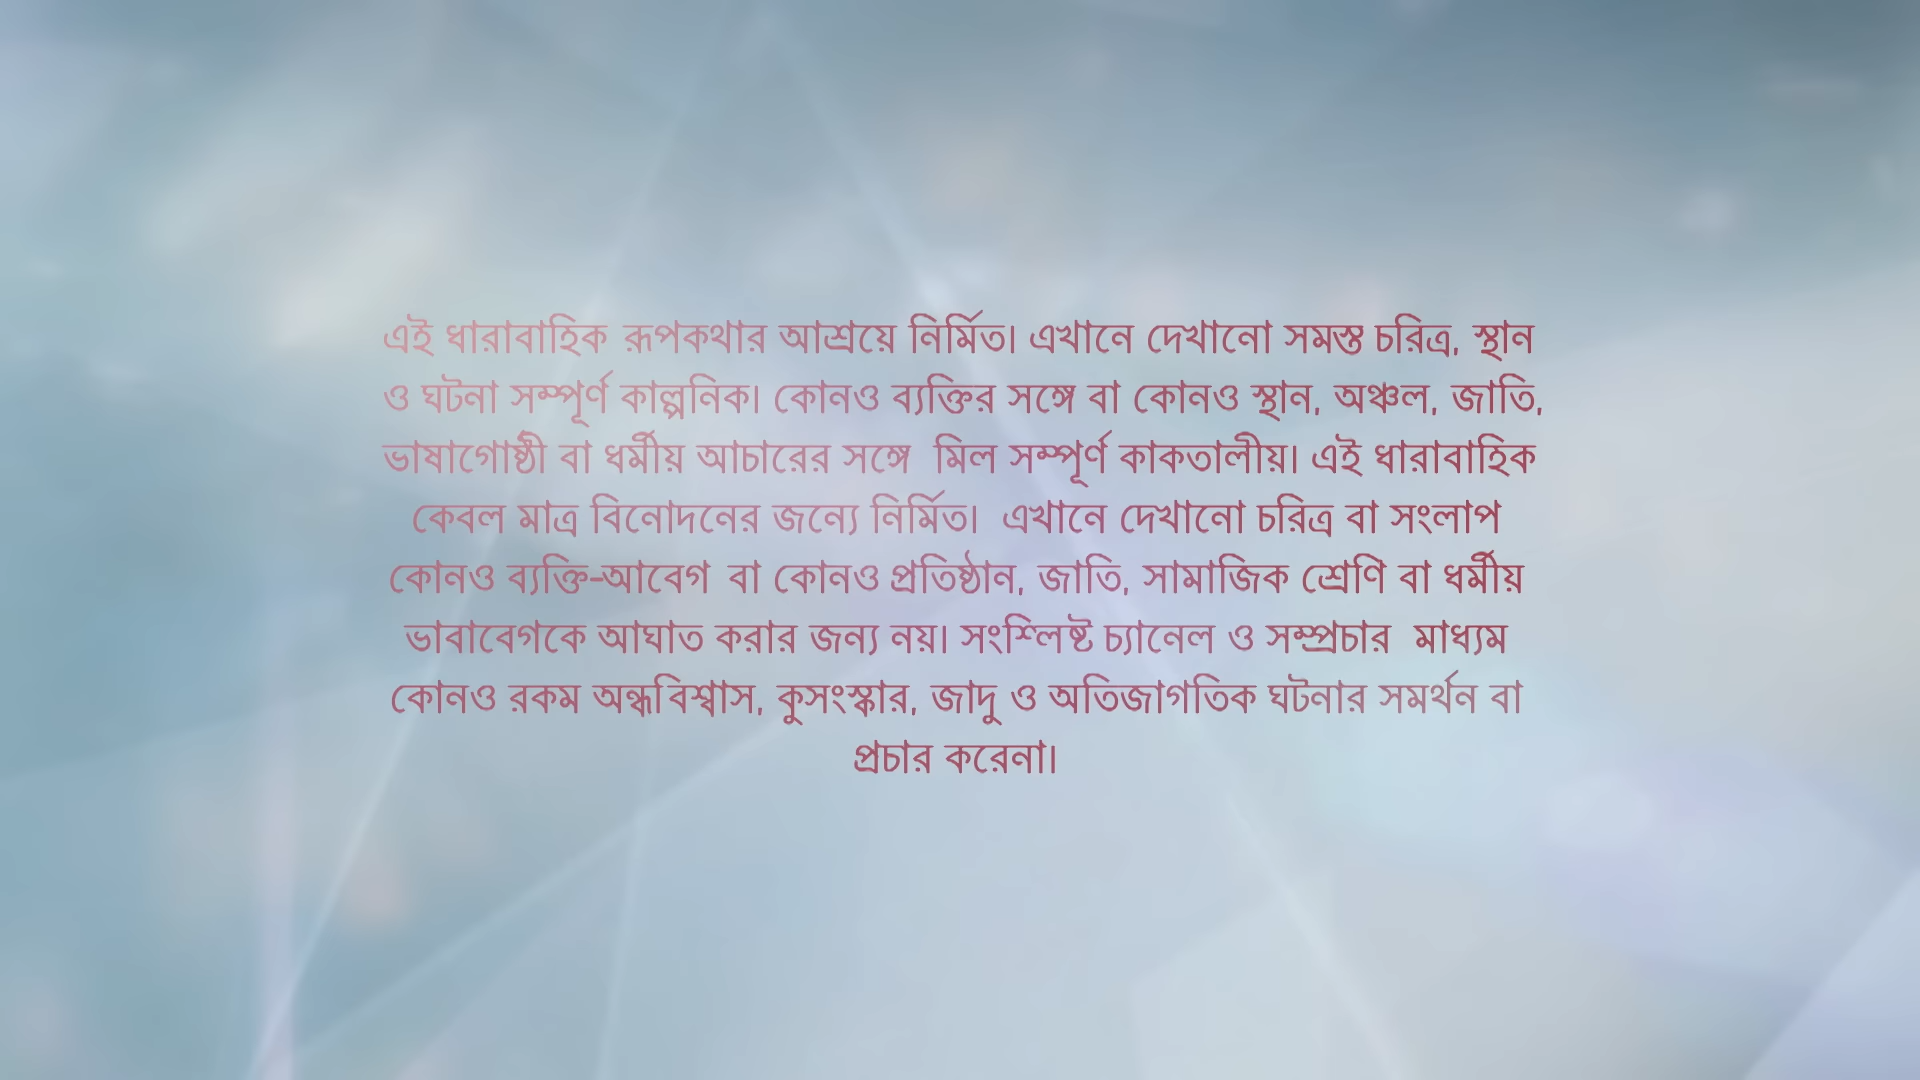 এই ধারাবাহিক রূপকথার আশ্রয়ে নির্মিত। এখানে দেখানো সমস্ত চরিত্র, স্থান
ও ঘটনা সম্পূর্ণ কাল্পনিক। কোনও ব্যক্তির সঙ্গে বা কোনও স্থান, অঞ্চল, জাতি,
ভাষাগোষ্ঠী বা ধর্মীয় আচারের সঙ্গে মিল সম্পূর্ণ কাকতালীয়। এই ধারাবাহিক
কেবল মাত্র বিনোদনের জন্যে নির্মিত। এখানে দেখানো চরিত্র বা সংলাপ
কোনও ব্যক্তি-আবেগ বা কোনও প্রতিষ্ঠান, জাতি, সামাজিক শ্রেণি বা ধর্মীয়
ভাবাবেগকে আঘাত করার জন্য নয়। সংশ্লিষ্ট চ্যানেল ও সম্প্রচার মাধ্যম
কোনও রকম অন্ধবিশ্বাস, কুসংস্কার, জাদু ও অতিজাগতিক ঘটনার সমর্থন বা
প্রচার করেনা।